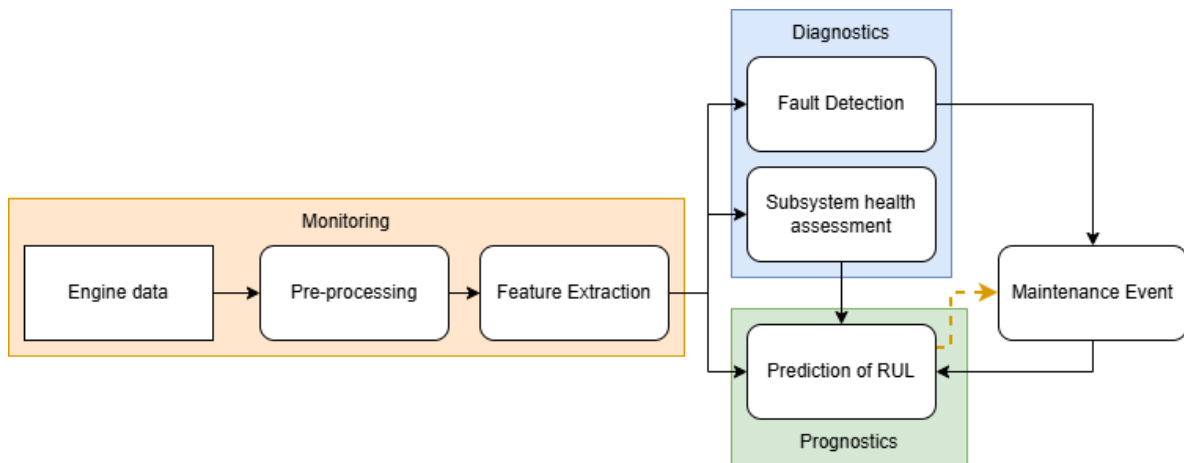 Diagnostics
Fault Detection
Subsystem health
assessment
Monitoring
Engine data
Pre-processing
Feature Extraction
Maintenance Event
Prediction of RUL
Prognostics